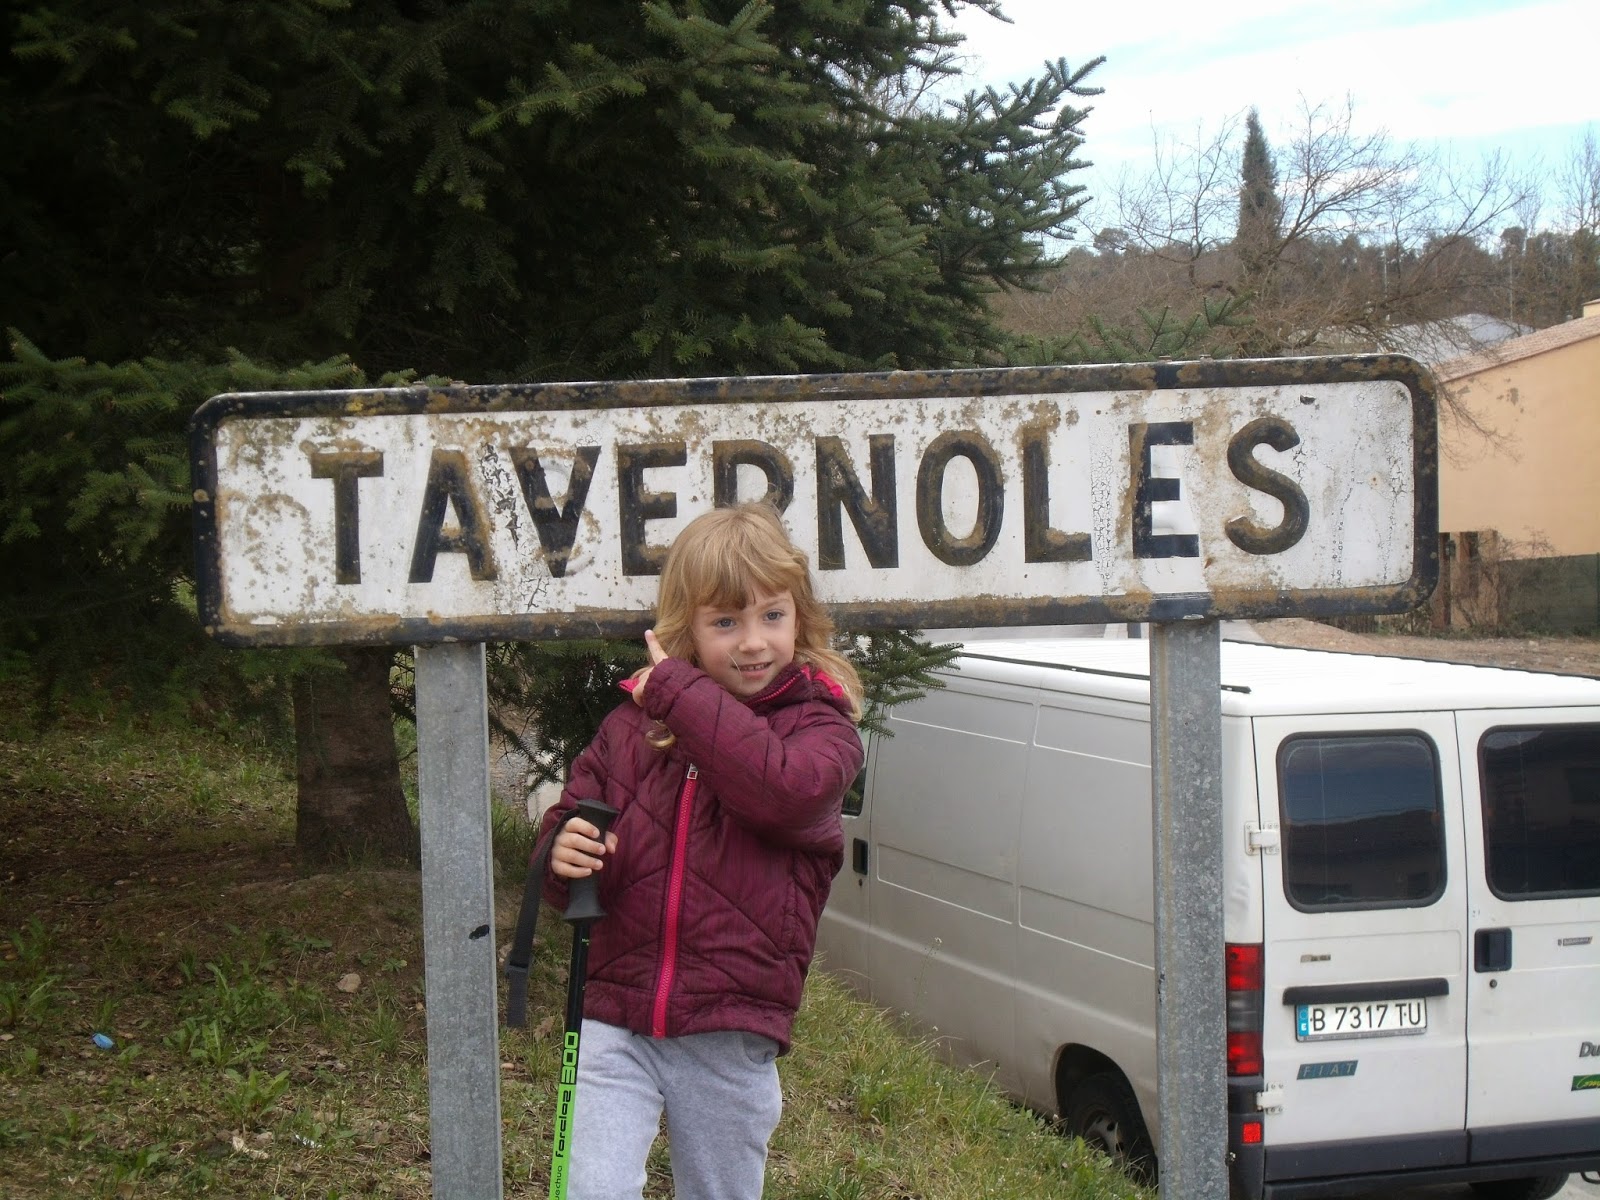 TAVERNOLES
B 7317 TU
FIAT
forclaz 300